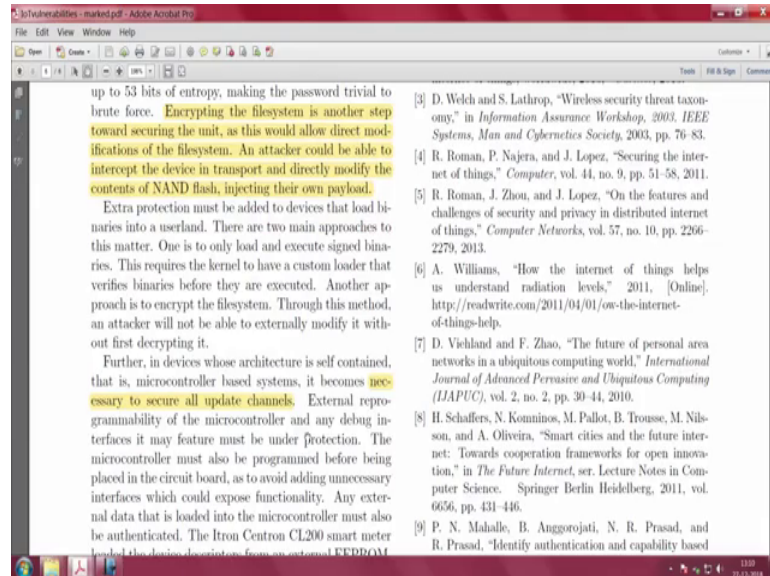 IoTvulnerabilities - marked.pdf - Adobe Acrobat Pro
File Edit View Window Help
Open Create Customize
Tools Fill & Sign Comment
up to 53 bits of entropy, making the password trivial to
brute force. Encrypting the filesystem is another step
toward securing the unit, as this would allow direct mod-
ifications of the filesystem. An attacker could be able to
intercept the device in transport and directly modify the
contents of NAND flash, injecting their own payload.
Extra protection must be added to devices that load bi-
naries into a userland. There are two main approaches to
this matter. One is to only load and execute signed bina-
ries. This requires the kernel to have a custom loader that
verifies binaries before they are executed. Another ap-
proach is to encrypt the filesystem. Through this method,
an attacker will not be able to externally modify it with-
out first decrypting it.
Further, in devices whose architecture is self contained,
that is, microcontroller based systems, it becomes nec-
essary to secure all update channels. External repro-
grammability of the microcontroller and any debug in-
terfaces it may feature must be under protection. The
microcontroller must also be programmed before being
placed in the circuit board, as to avoid adding unnecessary
interfaces which could expose functionality. Any exter-
nal data that is loaded into the microcontroller must also
be authenticated. The Itron Centron CL200 smart meter
loaded the device descriptors from an external EEPROM
[3] D. Welch and S. Lathrop, "Wireless security threat taxon-
omy," in Information Assurance Workshop, 2003. IEEE
Systems, Man and Cybernetics Society, 2003, pp. 76–83.
[4] R. Roman, P. Najera, and J. Lopez, "Securing the inter-
net of things," Computer, vol. 44, no. 9, pp. 51–58, 2011.
[5] R. Roman, J. Zhou, and J. Lopez, "On the features and
challenges of security and privacy in distributed internet
of things," Computer Networks, vol. 57, no. 10, pp. 2266–
2279, 2013.
[6] A. Williams, "How the internet of things helps
us understand radiation levels," 2011, [Online].
http://readwrite.com/2011/04/01/ow-the-internet-
of-things-help.
[7] D. Viehland and F. Zhao, "The future of personal area
networks in a ubiquitous computing world," International
Journal of Advanced Pervasive and Ubiquitous Computing
(IJAPUC), vol. 2, no. 2, pp. 30–44, 2010.
[8] H. Schaffers, N. Komninos, M. Pallot, B. Trousse, M. Nils-
son, and A. Oliveira, "Smart cities and the future inter-
net: Towards cooperation frameworks for open innova-
tion," in The Future Internet, ser. Lecture Notes in Com-
puter Science. Springer Berlin Heidelberg, 2011, vol.
6656, pp. 431–446.
[9] P. N. Mahalle, B. Anggorojati, N. R. Prasad, and
R. Prasad, "Identify authentication and capability based
13:10